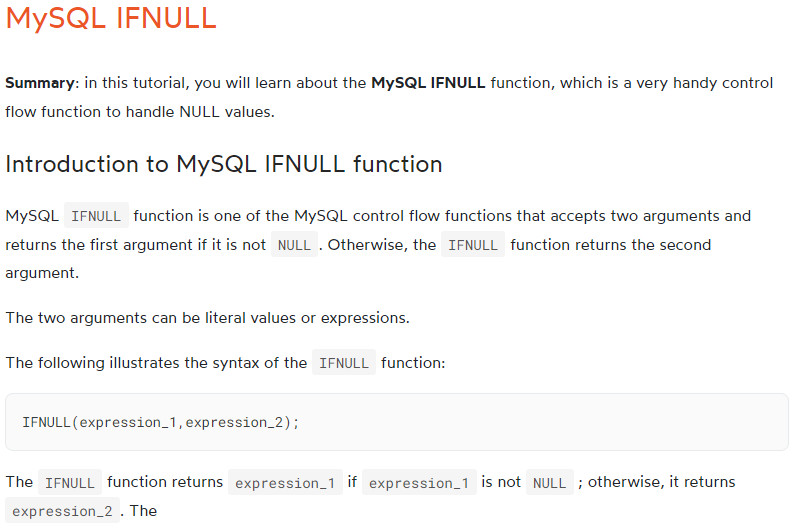 MySQL IFNULL
Summary: in this tutorial, you will learn about the MySQL IFNULL function, which is a very handy control
flow function to handle NULL values.
Introduction to MySQL IFNULL function
MySQL IFNULL function is one of the MySQL control flow functions that accepts two arguments and
returns the first argument if it is not NULL . Otherwise, the IFNULL function returns the second
argument.
The two arguments can be literal values or expressions.
The following illustrates the syntax of the IFNULL function:
IFNULL(expression_1,expression_2);
The IFNULL function returns expression_1 if expression_1 is not NULL ; otherwise, it returns
expression_2 . The